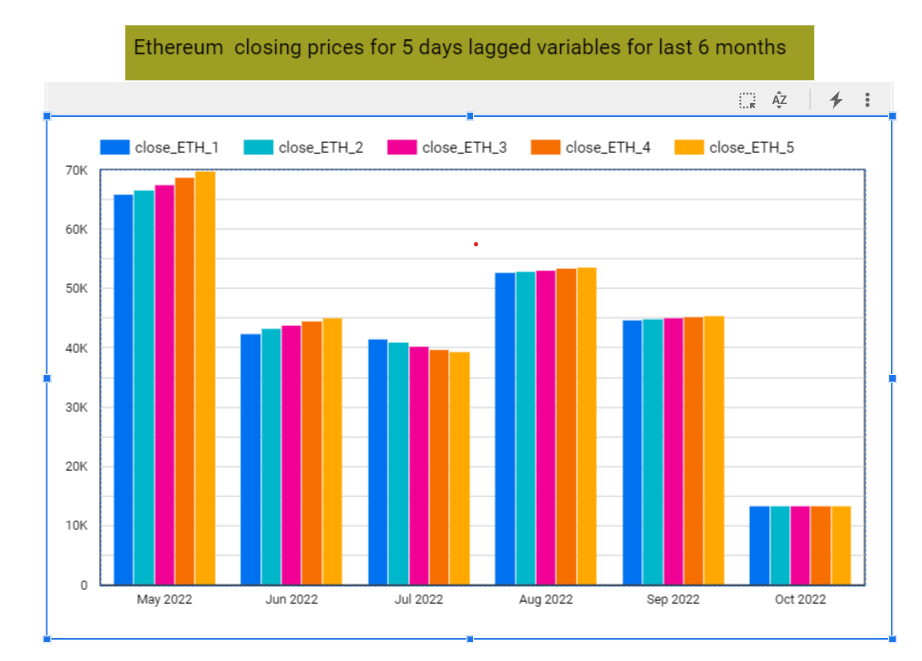 Ethereum  closing prices for 5 days lagged variables for last 6 months
AZ
close_ETH_1 close_ETH_2 close_ETH_3 close_ETH_4 close_ETH_5
70K
60K
50K
40K
30K
20K
10K
0
May 2022 Jun 2022 Jul 2022 Aug 2022 Sep 2022 Oct 2022